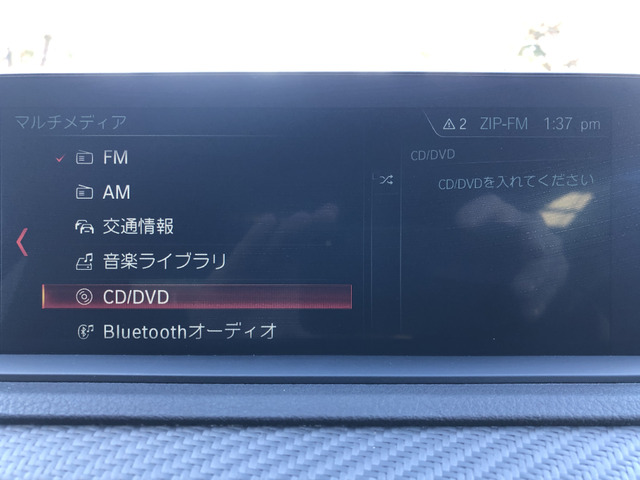 マルチメディア
2 ZIP-FM 1:37 pm
FM
AM
交通情報
音楽ライブラリ
CD/DVD
Bluetoothオーディオ
CD/DVD
CD/DVDを入れてください